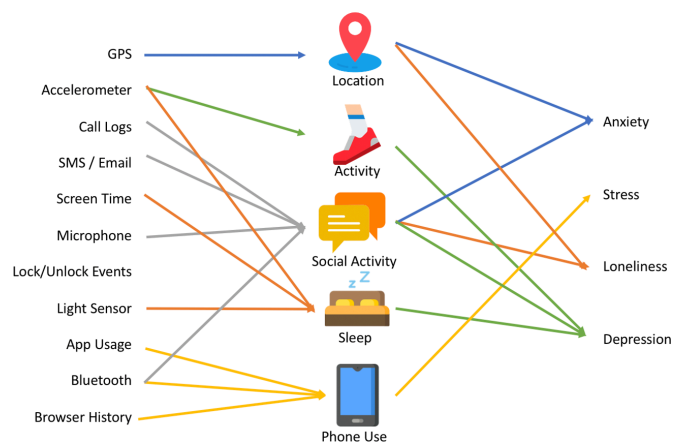 GPS
Accelerometer
Call Logs
SMS / Email
Screen Time
Microphone
Lock/Unlock Events
Light Sensor
App Usage
Bluetooth
Browser History
Location
Activity
Social Activity
z Z
Sleep
Phone Use
Anxiety
Stress
Loneliness
Depression